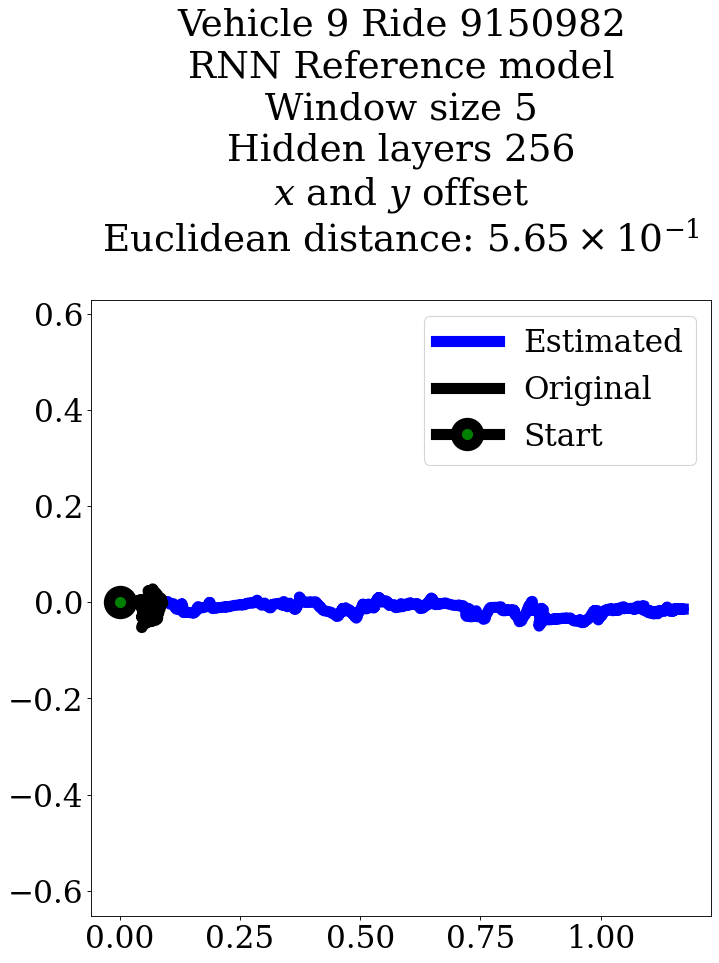 Vehicle 9 Ride 9150982
RNN Reference model
Window size 5
Hidden layers 256
x and y offset
Euclidean distance: 5.65 × 10⁻¹
0.6
0.4
0.2
0.0
−0.2
−0.4
−0.6
Estimated
Original
Start
0.00 0.25 0.50 0.75 1.00